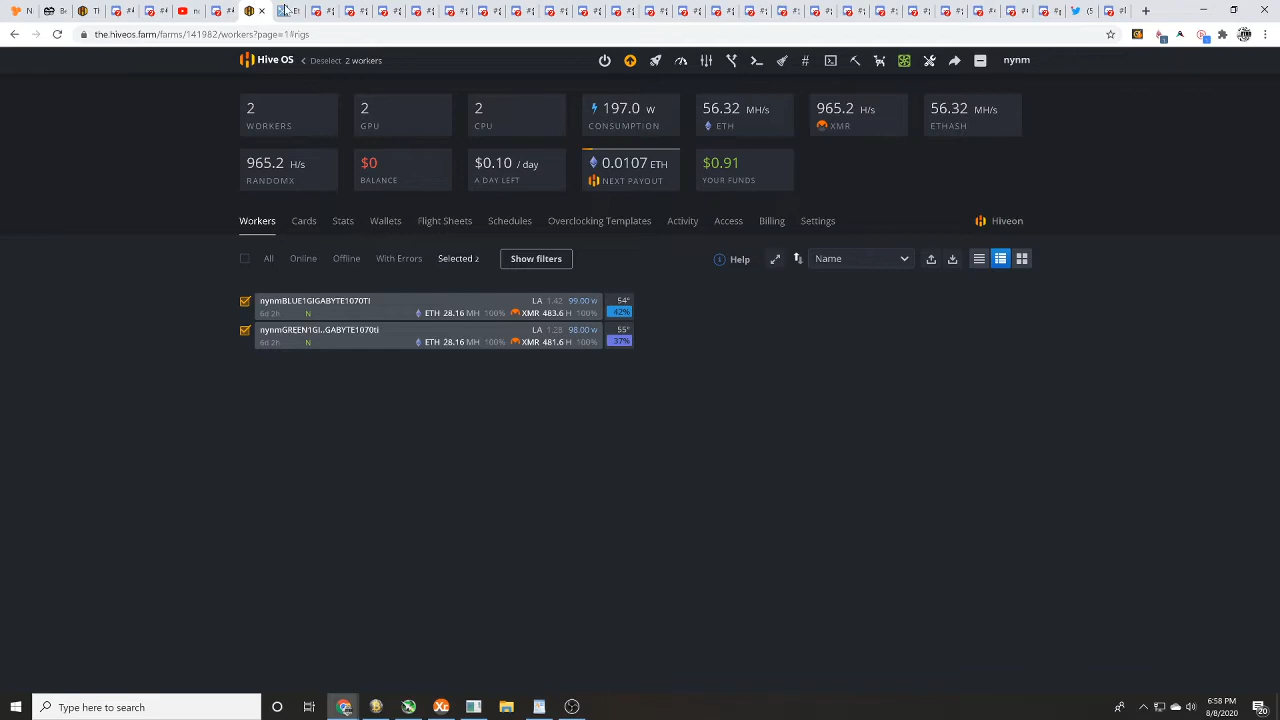 the.hiveos.farm/farms/141982/workers?page=1#rigs
Hive OS Deselect 2 workers nynm
2 2 2 197.0 W 56.32 MH/s 965.2 H/s 56.32 MH/s
WORKERS GPU CPU CONSUMPTION ETH XMR ETHASH
965.2 H/s $0 $0.10 / day 0.0107 ETH $0.91
RANDOMX BALANCE A DAY LEFT NEXT PAYOUT YOUR FUNDS
Workers Cards Stats Wallets Flight Sheets Schedules Overclocking Templates Activity Access Billing Settings Hiveon
All Online Offline With Errors Selected 2 Show filters Help Name
nynmBLUE1GIGABYTE1070TI LA 1.42 99.00 w 54°
6d 2h N ETH 28.16 MH 100% XMR 483.6 H 100% 42%
nynmGREEN1GI..GABYTE1070ti LA 1.28 98.00 w 55°
6d 2h N ETH 28.16 MH 100% XMR 481.6 H 100% 37%
Type here to search
6:58 PM
8/8/2020
20